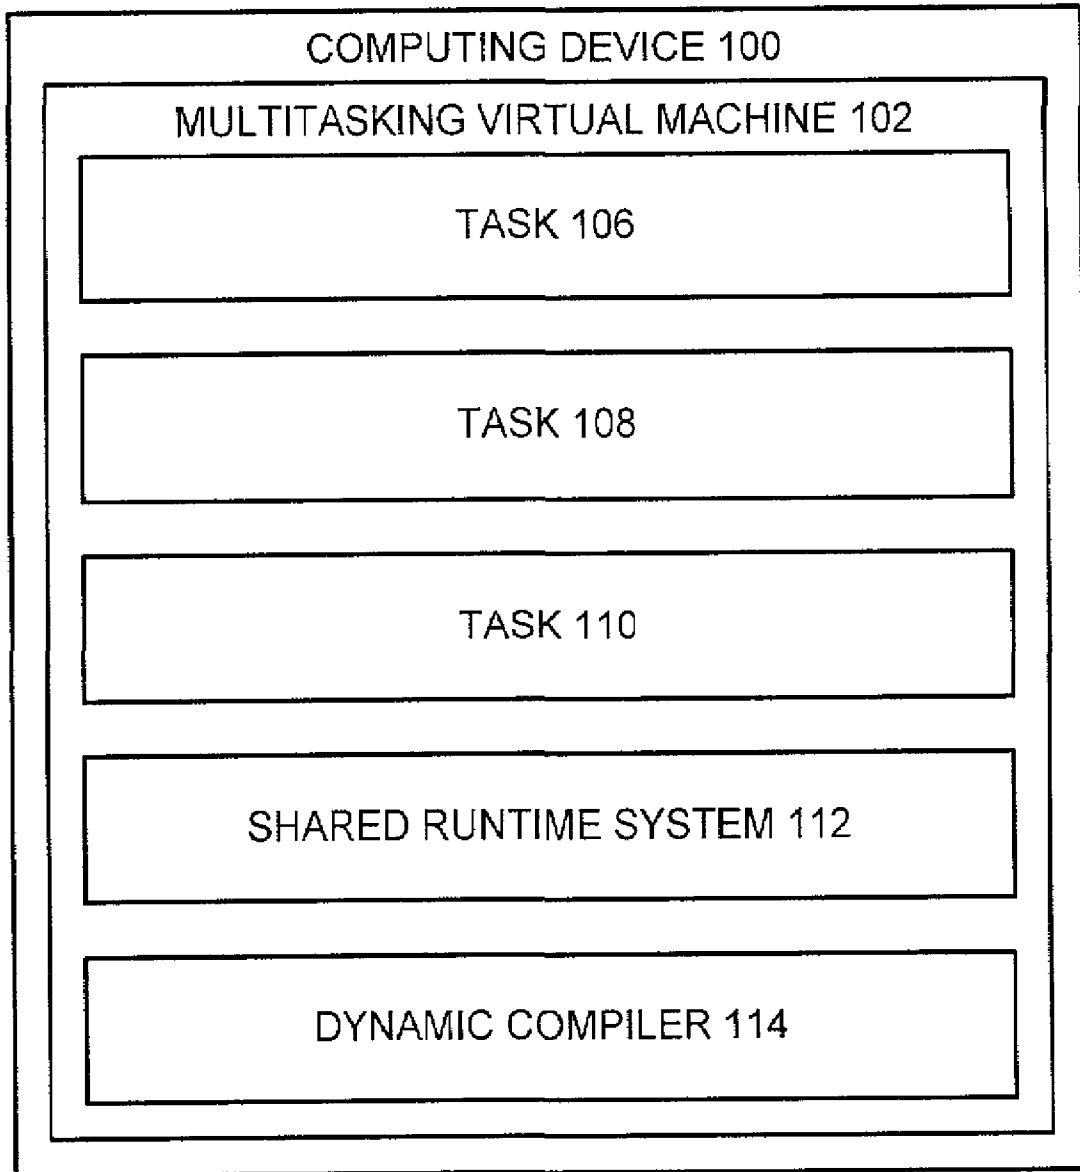 COMPUTING DEVICE 100
MULTITASKING VIRTUAL MACHINE 102
TASK 106
TASK 108
TASK 110
SHARED RUNTIME SYSTEM 112
DYNAMIC COMPILER 114